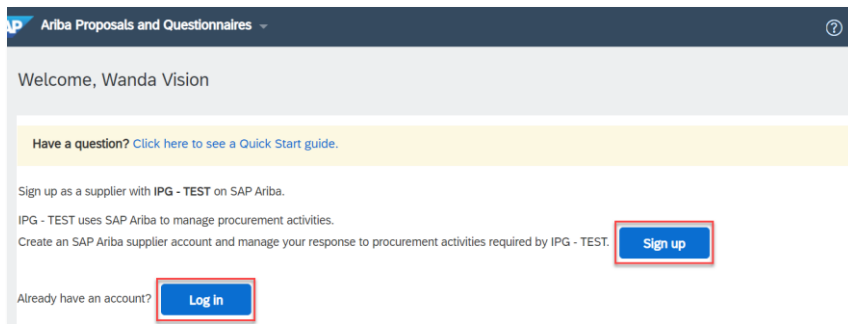 AP Ariba Proposals and Questionnaires
Welcome, Wanda Vision
Have a question? Click here to see a Quick Start guide.
Sign up as a supplier with IPG - TEST on SAP Ariba.
IPG - TEST uses SAP Ariba to manage procurement activities.
Create an SAP Ariba supplier account and manage your response to procurement activities required by IPG - TEST. Sign up
Already have an account? Log in